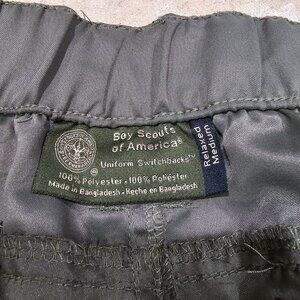 Boy Scouts
of America®
Uniform Switchbacks™
100% Polyester • 100% Polyester
Made in Bangladesh • Hecho en Bangladesh
Relaxed
Medium